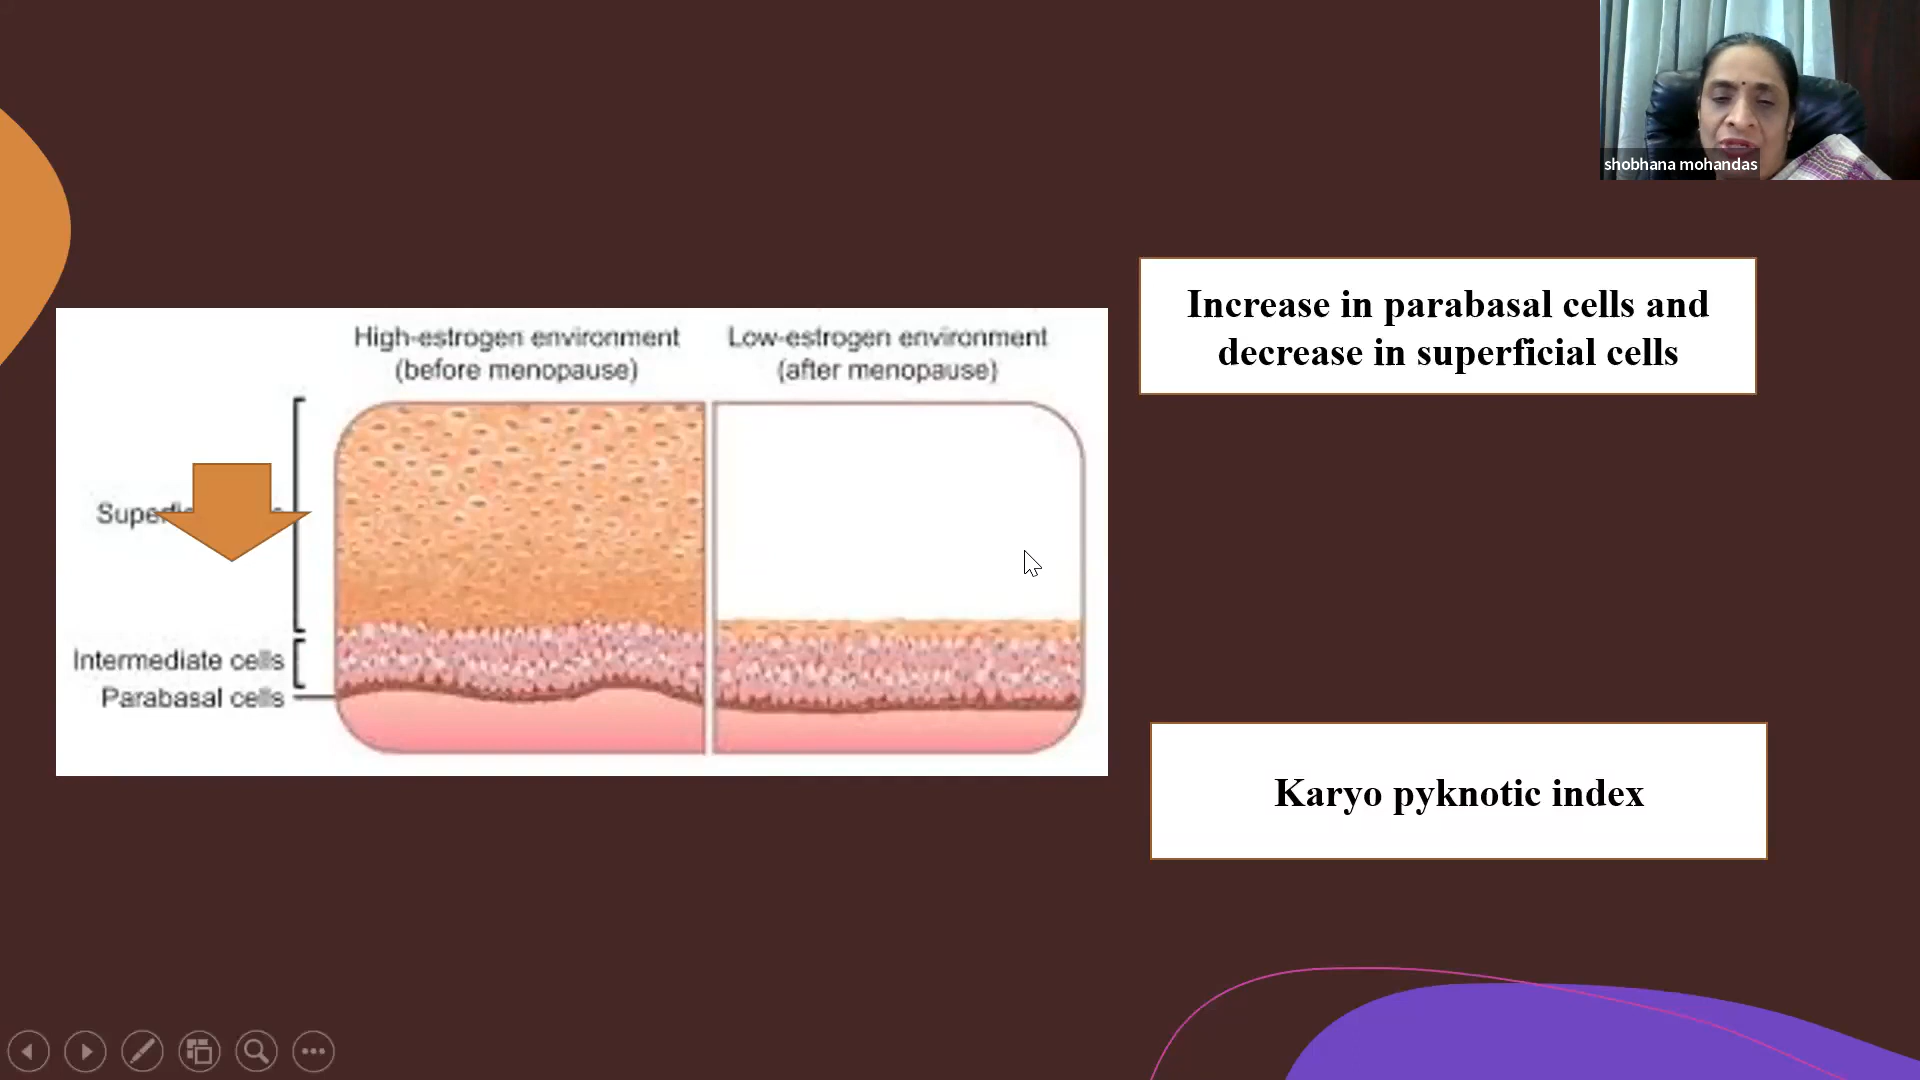 shobhana mohandas
Increase in parabasal cells and
decrease in superficial cells
High-estrogen environment
(before menopause)
Low-estrogen environment
(after menopause)
Intermediate cells
Parabasal cells
Karyo pyknotic index